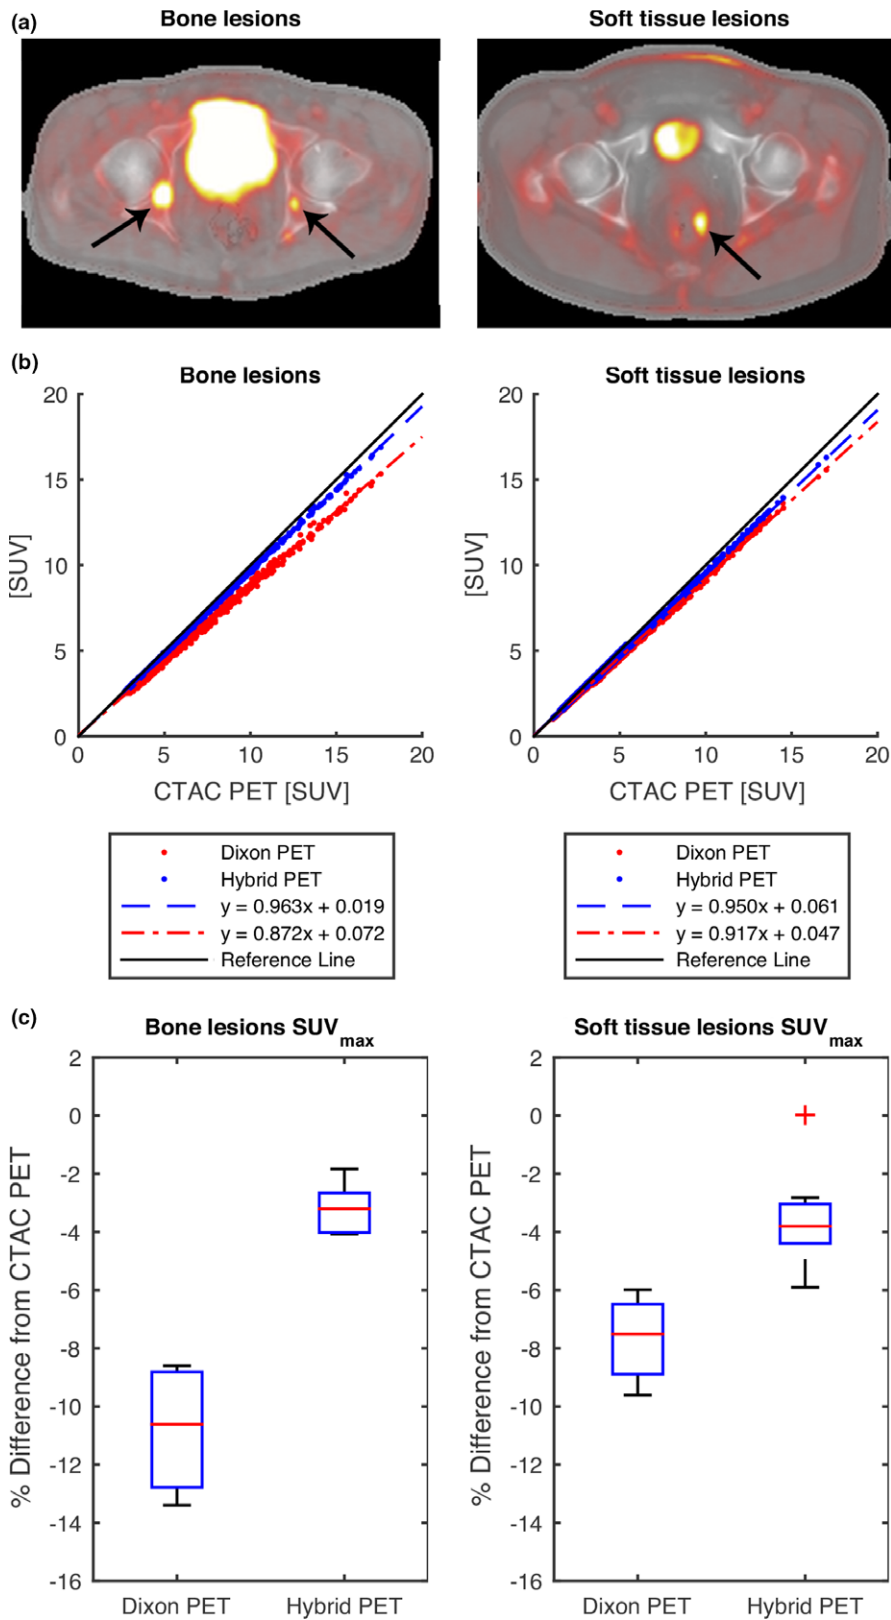 (a)
Bone lesions
Soft tissue lesions
(b)
Bone lesions
Soft tissue lesions
20
15
10
5
0
[SUV]
0
5
10
15
20
CTAC PET [SUV]
20
15
10
5
0
[SUV]
0
5
10
15
20
CTAC PET [SUV]
Dixon PET
Hybrid PET
y = 0.963x + 0.019
y = 0.872x + 0.072
Reference Line
Dixon PET
Hybrid PET
y = 0.950x + 0.061
y = 0.917x + 0.047
Reference Line
(c)
Bone lesions SUVmax
Soft tissue lesions SUVmax
2
0
-2
-4
-6
-8
-10
-12
-14
-16
% Difference from CTAC PET
Dixon PET
Hybrid PET
2
0
-2
-4
-6
-8
-10
-12
-14
-16
% Difference from CTAC PET
Dixon PET
Hybrid PET